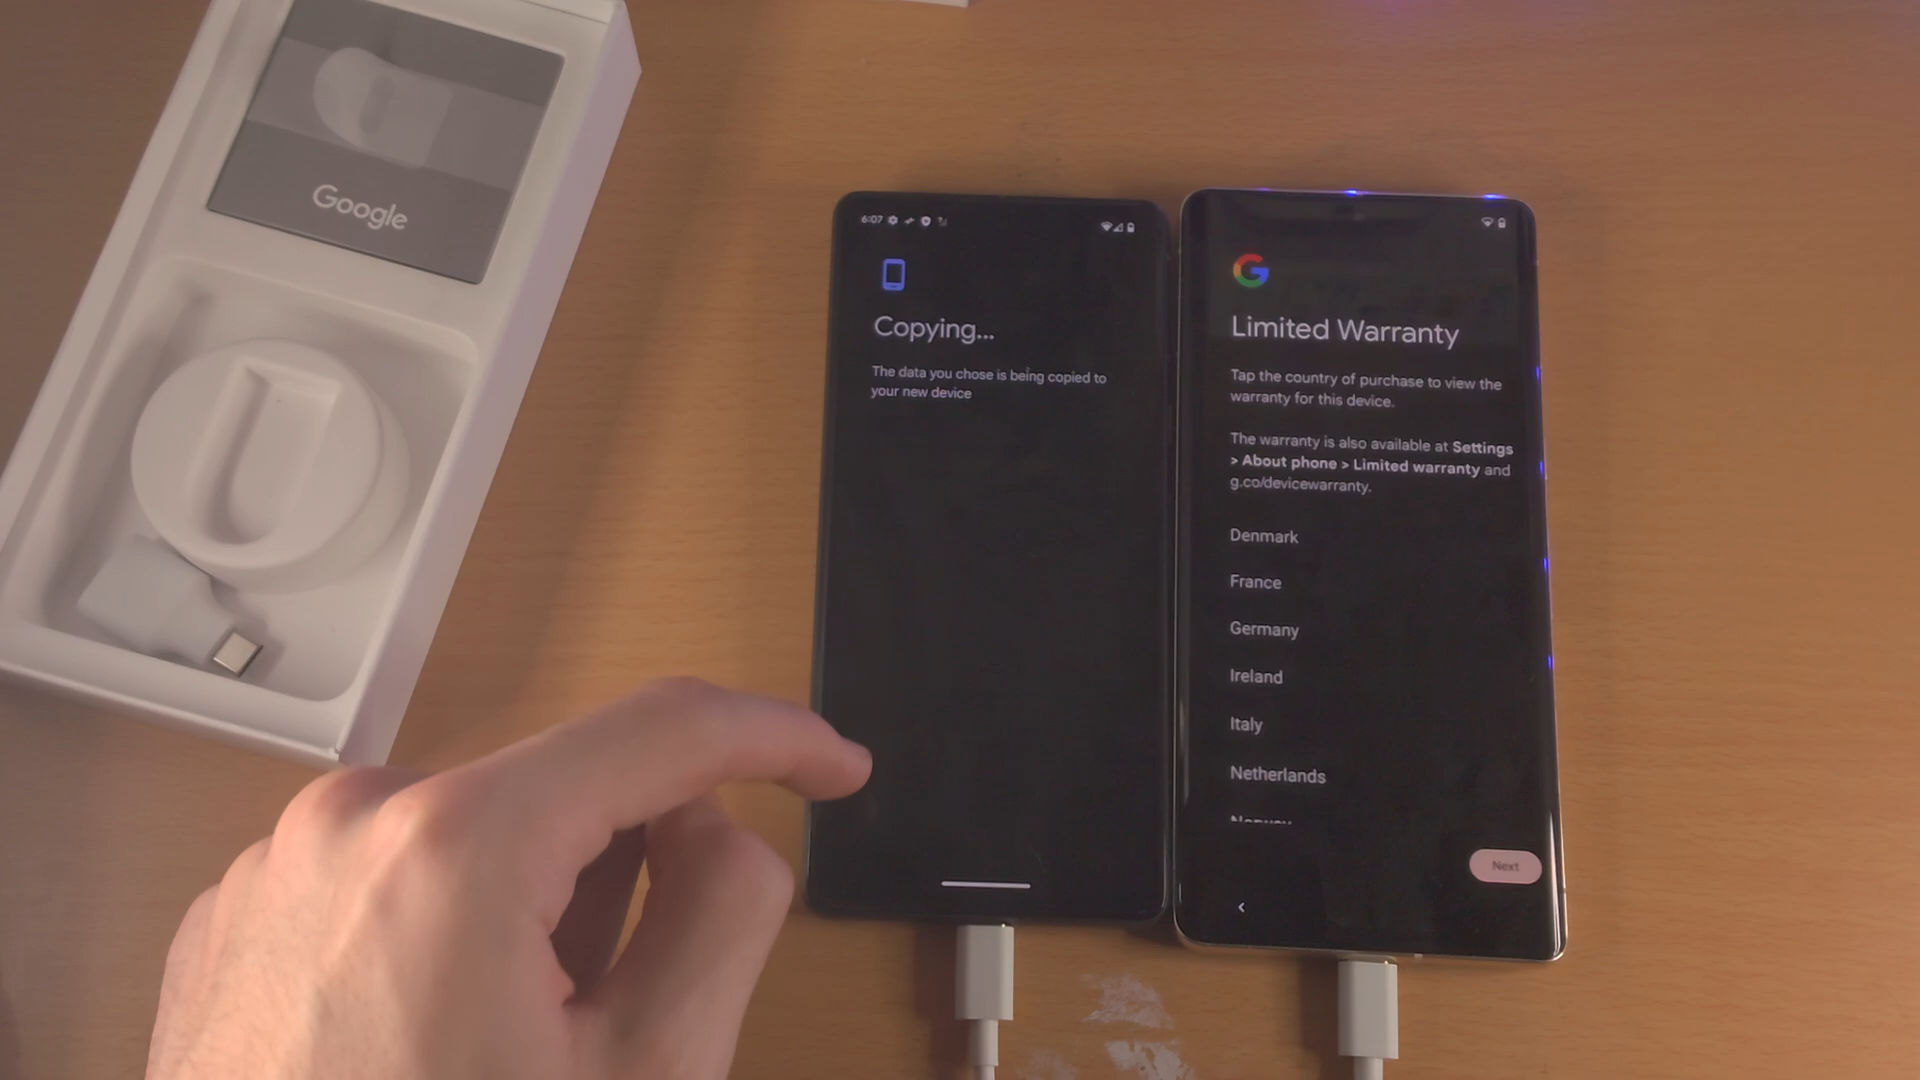 Google
6:07
Copying...
The data you chose is being copied to
your new device
Limited Warranty
Tap the country of purchase to view the
warranty for this device.
The warranty is also available at Settings
> About phone > Limited warranty and
g.co/devicewarranty.
Denmark
France
Germany
Ireland
Italy
Netherlands
Norway
Next